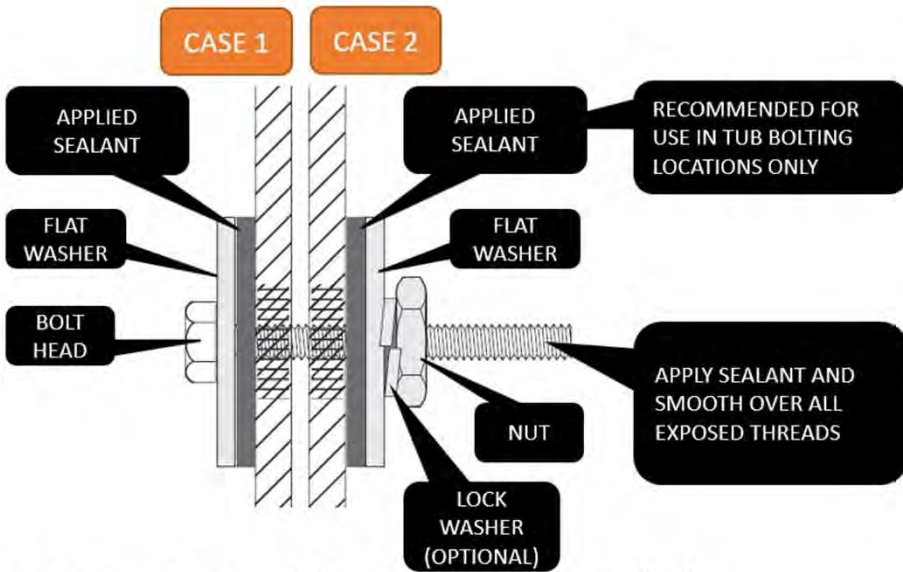 CASE 1
CASE 2
APPLIED
SEALANT
APPLIED
SEALANT
RECOMMENDED FOR
USE IN TUB BOLTING
LOCATIONS ONLY
FLAT
WASHER
FLAT
WASHER
BOLT
HEAD
NUT
APPLY SEALANT AND
SMOOTH OVER ALL
EXPOSED THREADS
LOCK
WASHER
(OPTIONAL)